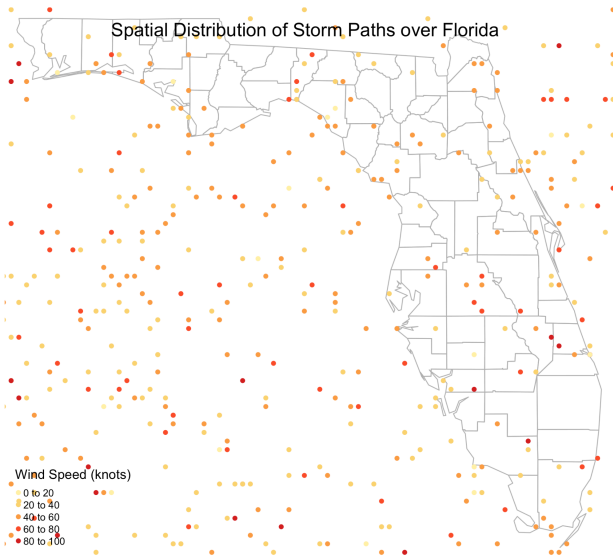 Spatial Distribution of Storm Paths over Florida
Wind Speed (knots)
0 to 20
20 to 40
40 to 60
60 to 80
80 to 100